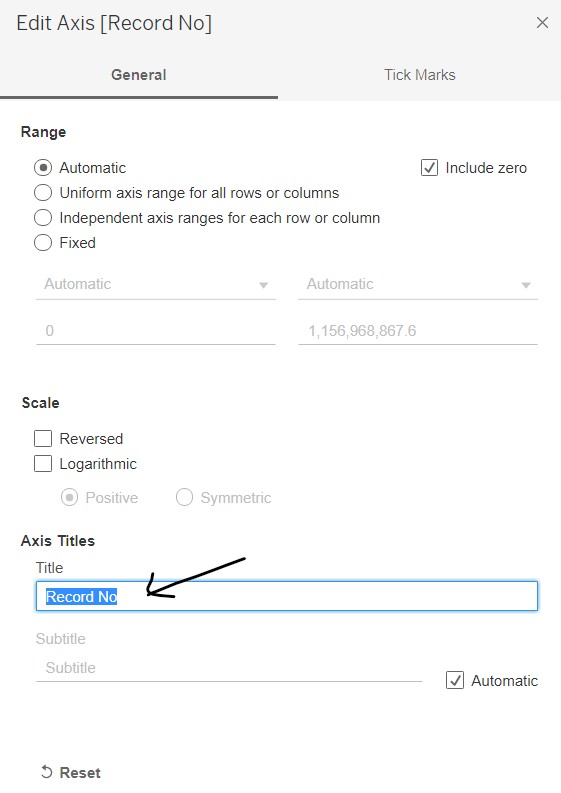 Edit Axis [Record No]
General Tick Marks
Range
Automatic Include zero
Uniform axis range for all rows or columns
Independent axis ranges for each row or column
Fixed
Automatic Automatic
0 1,156,968,867.6
Scale
Reversed
Logarithmic
Positive Symmetric
Axis Titles
Title
Record No
Subtitle
Subtitle
Automatic
Reset